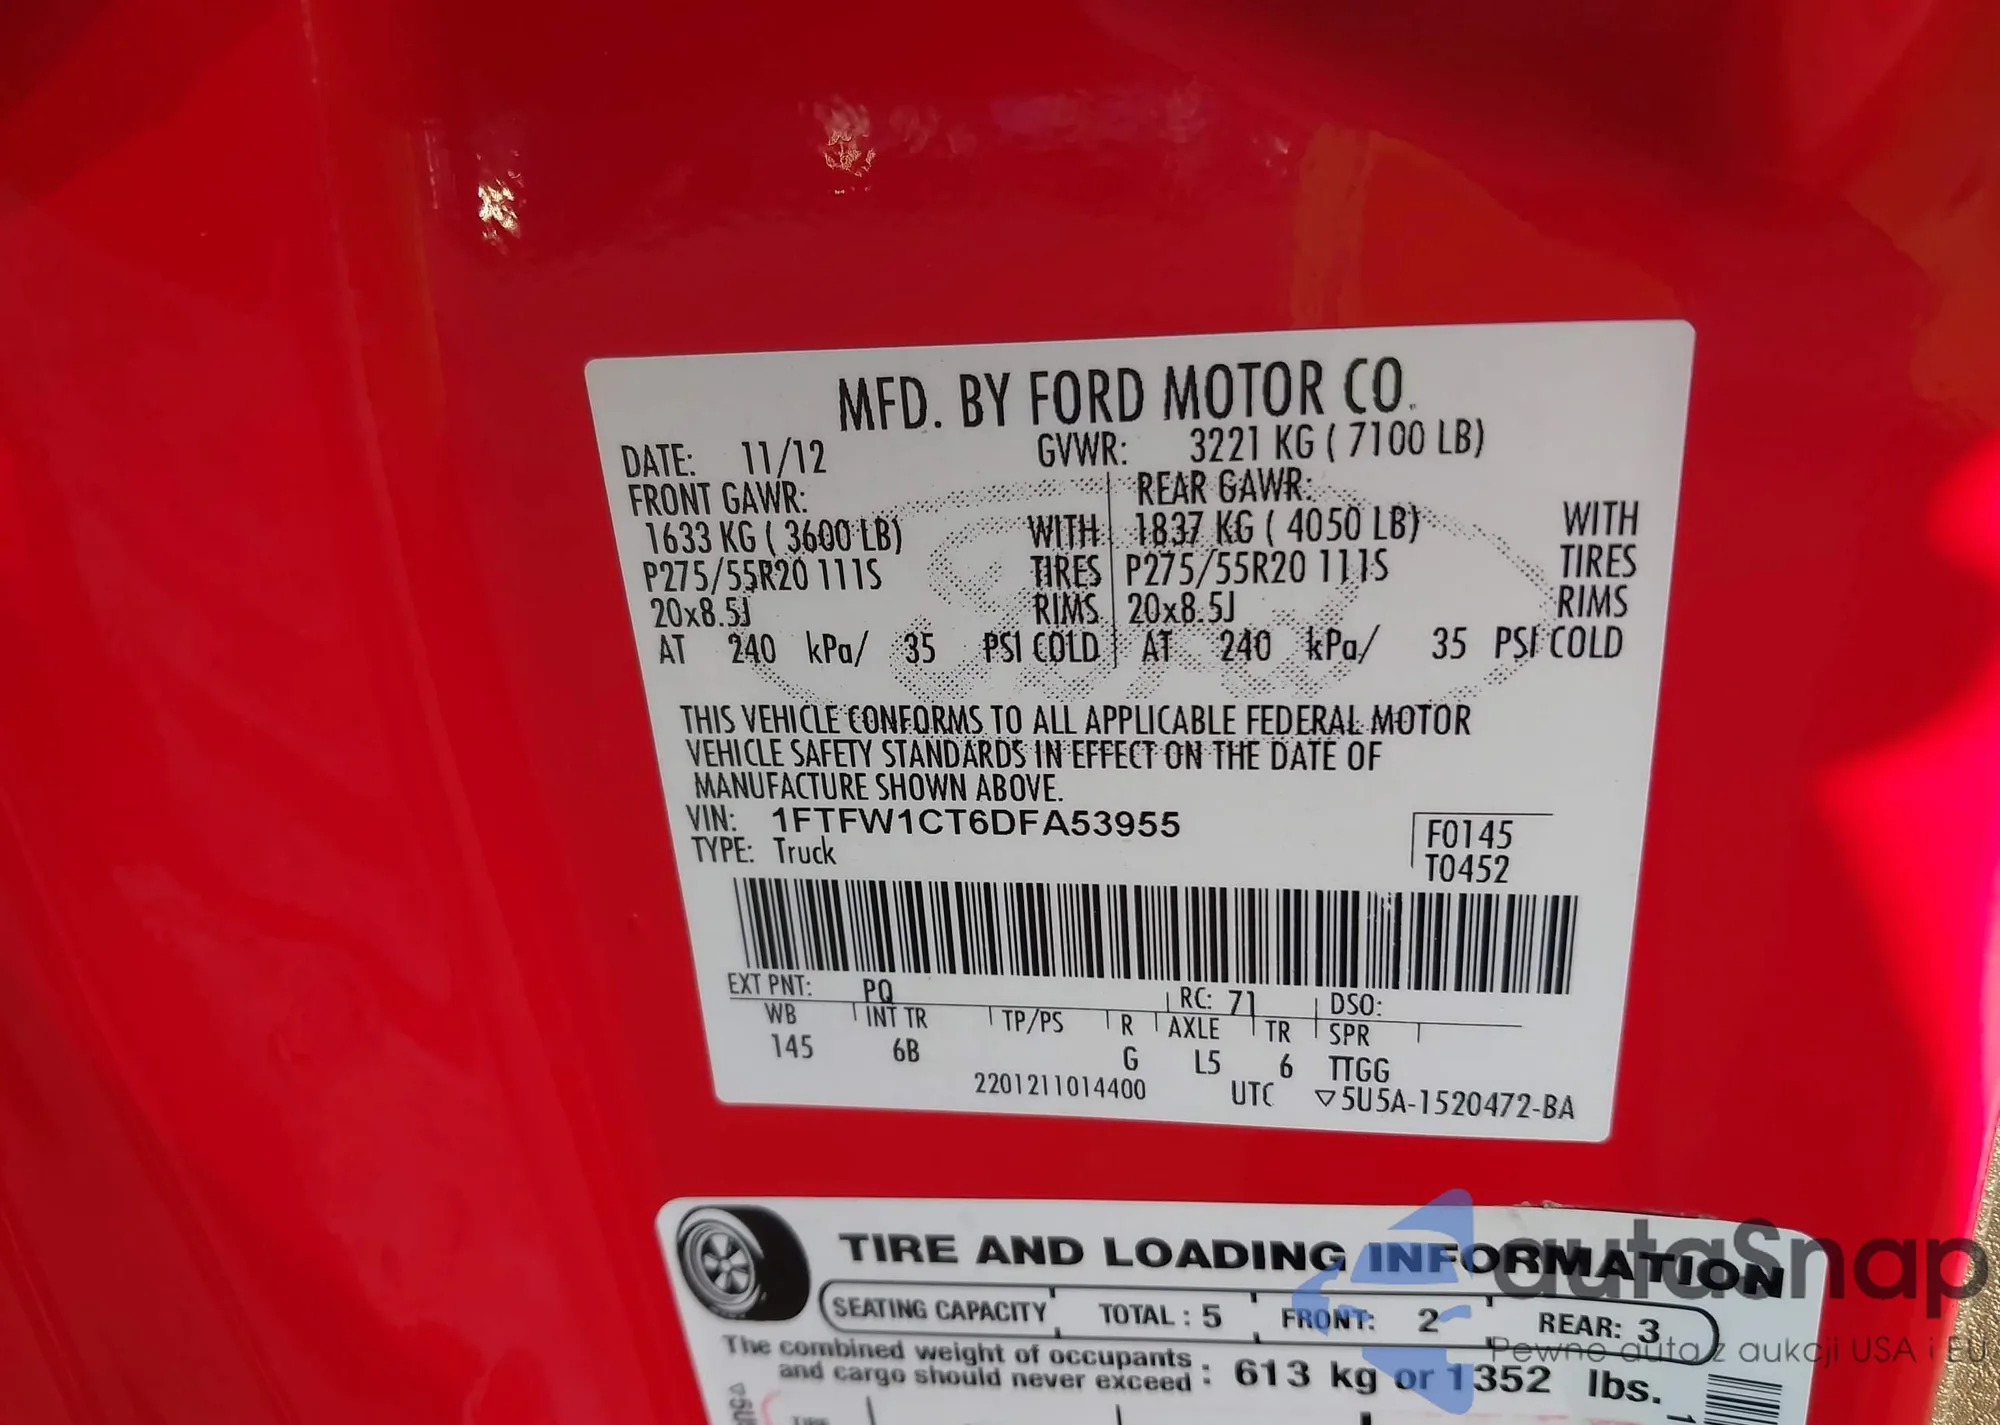 MFD. BY FORD MOTOR CO.
DATE: 11/12 GVWR: 3221 KG ( 7100 LB)
FRONT GAWR: REAR GAWR:
1633 KG ( 3600 LB) WITH 1837 KG ( 4050 LB) WITH
P275/55R20 111S TIRES P275/55R20 111S TIRES
20x8.5J RIMS 20x8.5J RIMS
AT 240 kPa/ 35 PSI COLD AT 240 kPa/ 35 PSI COLD
THIS VEHICLE CONFORMS TO ALL APPLICABLE FEDERAL MOTOR
VEHICLE SAFETY STANDARDS IN EFFECT ON THE DATE OF
MANUFACTURE SHOWN ABOVE.
VIN: 1FTFW1CT6DFA53955
TYPE: Truck
F0145
T0452
EXT PNT: PQ RC: 71 DSO:
WB INT TR TP/PS R AXLE TR SPR
145 6B G L5 6 TTGG
2201211014400 UTC ▽5U5A-1520472-BA
TIRE AND LOADING INFORMATION
SEATING CAPACITY TOTAL : 5 FRONT: 2 REAR: 3
The combined weight of occupants
and cargo should never exceed : 613 kg or 1352 lbs.
autoSnap
Pewne auta z aukcji USA i EU